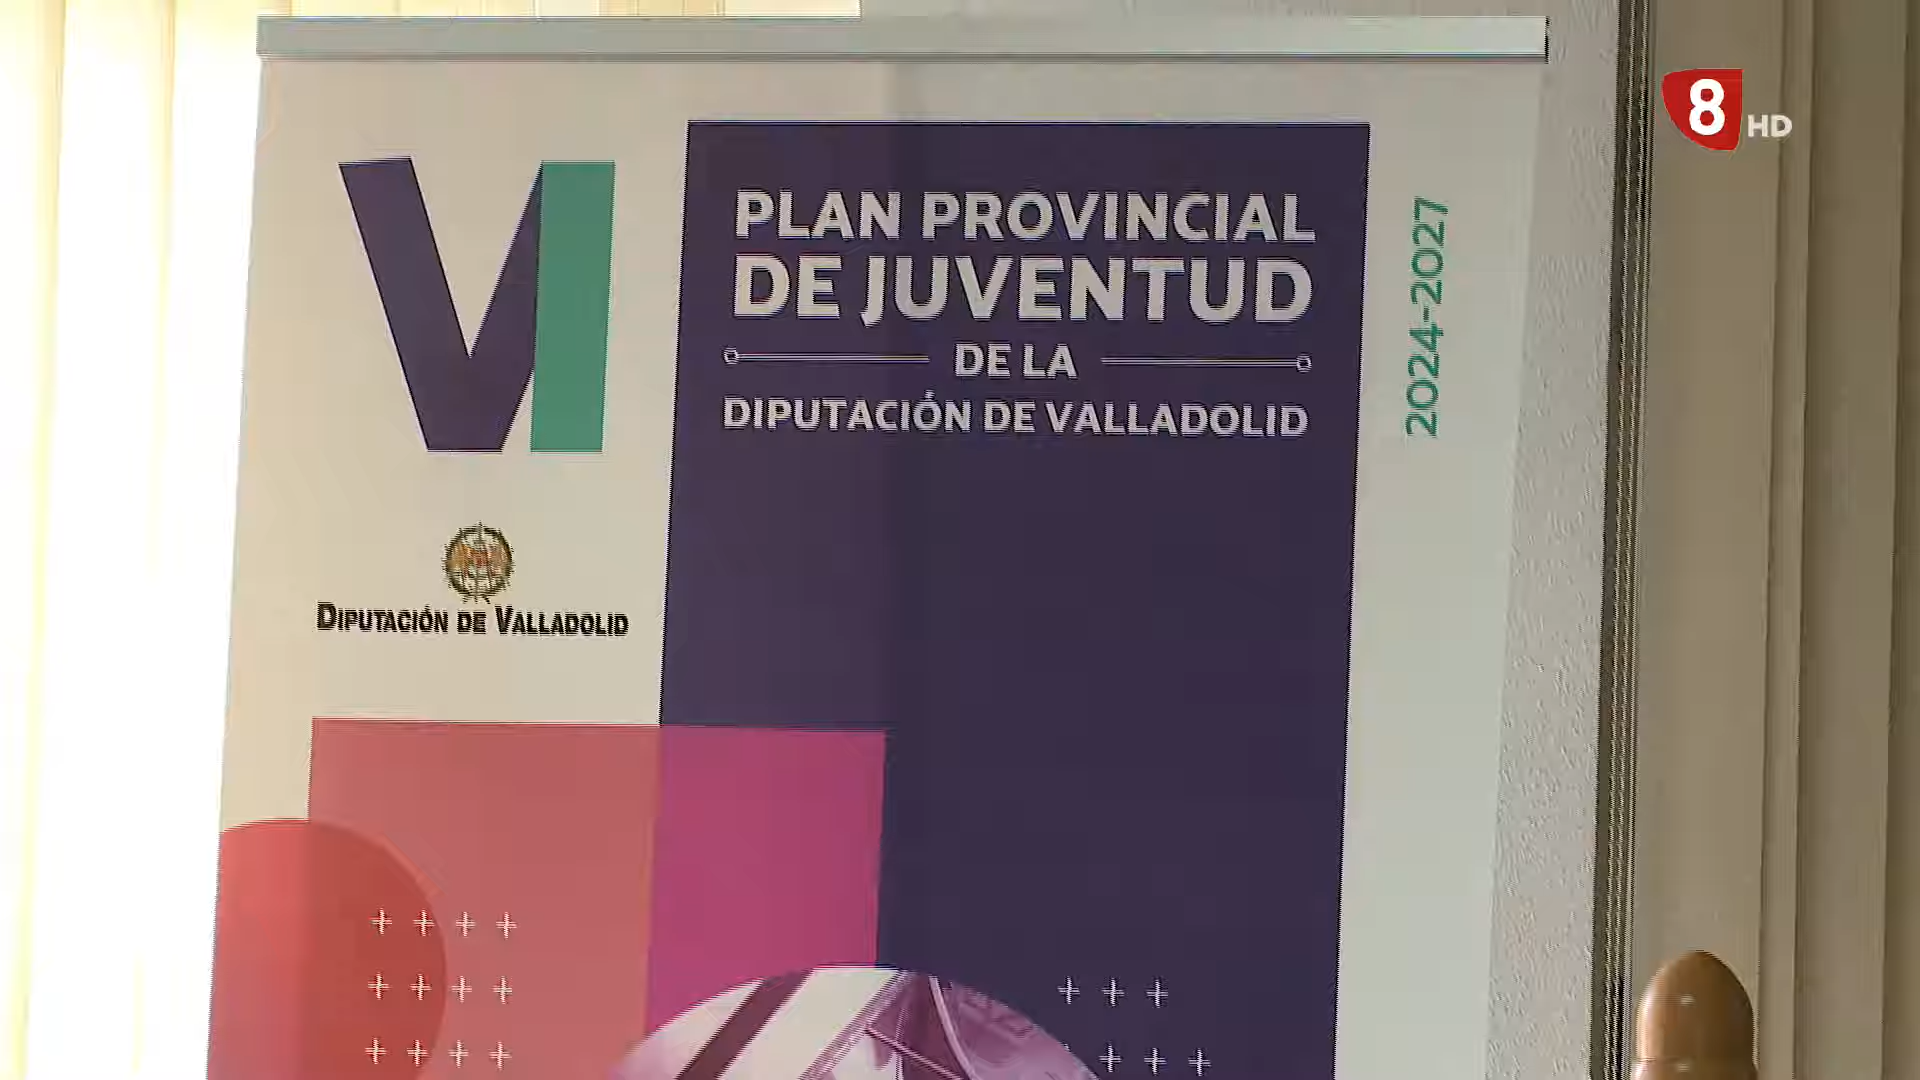 VI
PLAN PROVINCIAL
DE JUVENTUD
DE LA
DIPUTACIÓN DE VALLADOLID
2024-2027
DIPUTACIÓN DE VALLADOLID
8 HD